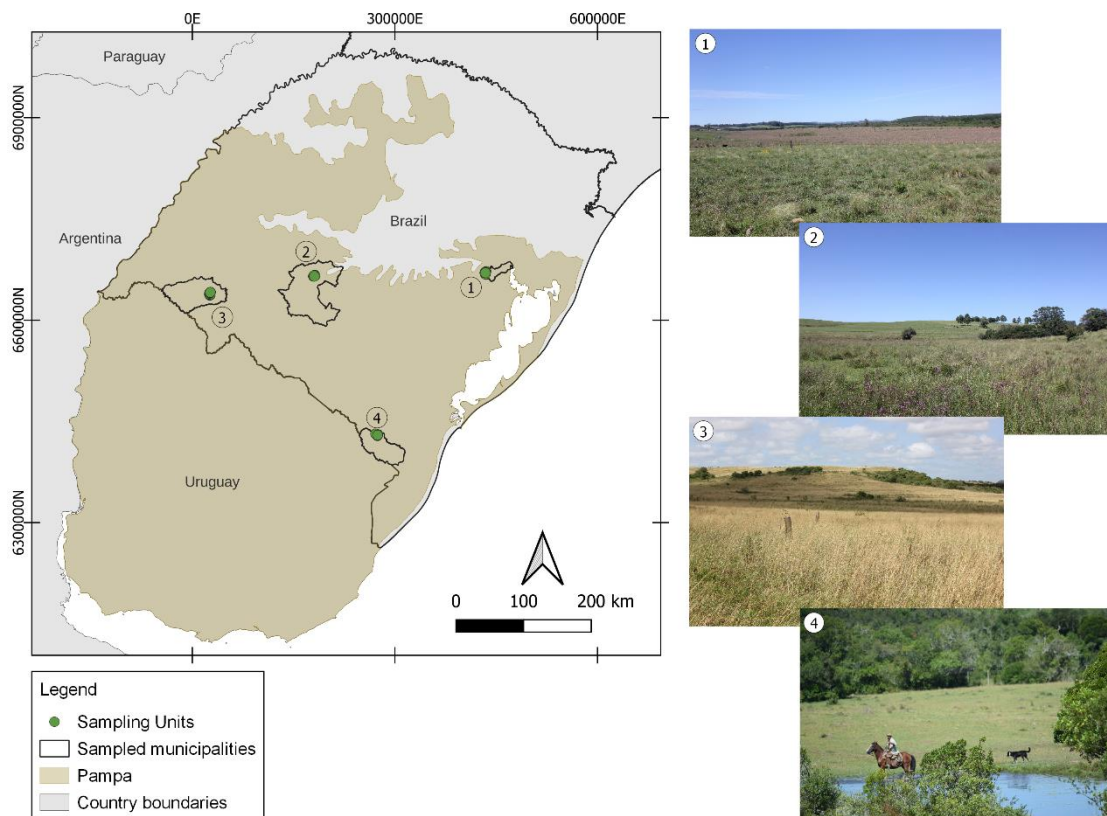 0E 300000E 600000E
6900000N
6600000N
6300000N
Paraguay
Argentina
Brazil
Uruguay
1
2
3
4
0 100 200 km
Legend
Sampling Units
Sampled municipalities
Pampa
Country boundaries
1
2
3
4